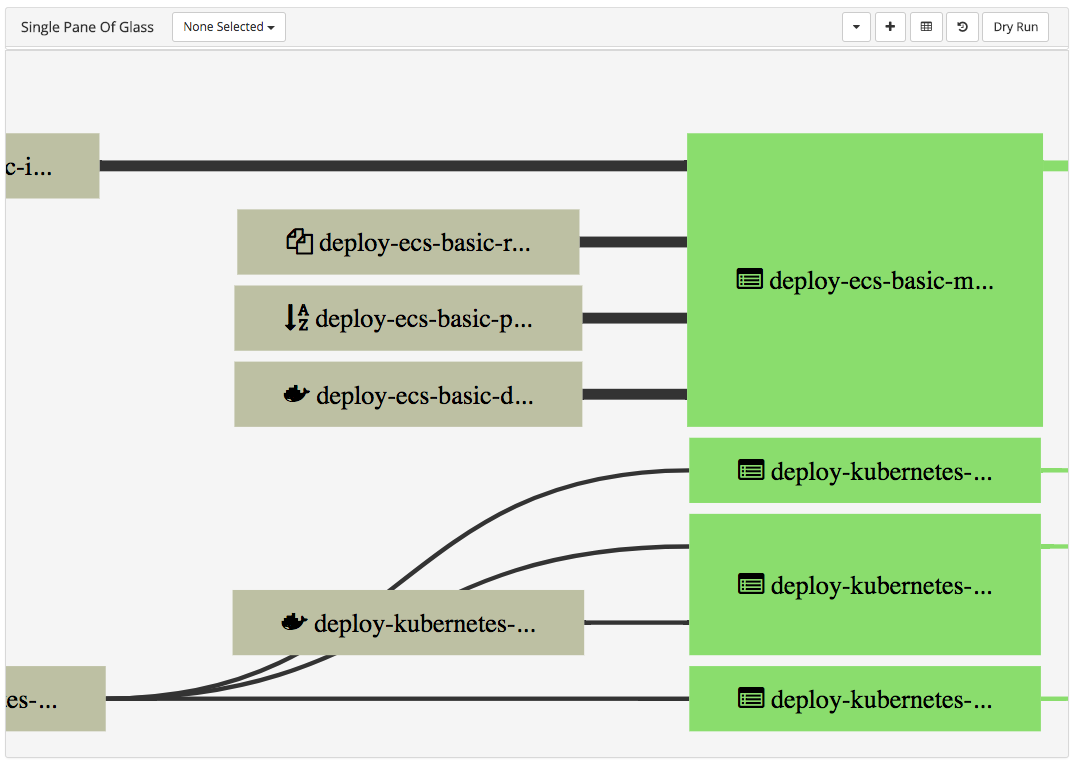 Single Pane Of Glass
None Selected
Dry Run
c-i...
deploy-ecs-basic-r...
deploy-ecs-basic-p...
deploy-ecs-basic-d...
deploy-ecs-basic-m...
deploy-kubernetes-...
deploy-kubernetes-...
deploy-kubernetes-...
es-...
deploy-kubernetes-...